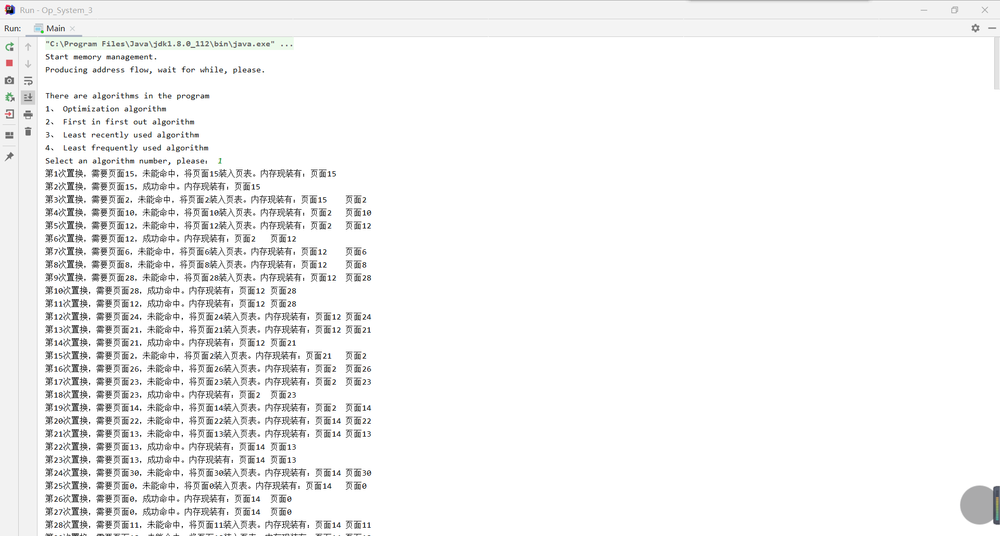 Run - Op_System_3
Run: Main
"C:\Program Files\Java\jdk1.8.0_112\bin\java.exe" ...
Start memory management.
Producing address flow, wait for while, please.
There are algorithms in the program
1、 Optimization algorithm
2、 First in first out algorithm
3、 Least recently used algorithm
4、 Least frequently used algorithm
Select an algorithm number, please： 1
第1次置换，需要页面15，未能命中，将页面15装入页表。内存现装有：页面15
第2次置换，需要页面15，成功命中。内存现装有：页面15
第3次置换，需要页面2，未能命中，将页面2装入页表。内存现装有：页面15 页面2
第4次置换，需要页面10，未能命中，将页面10装入页表。内存现装有：页面2 页面10
第5次置换，需要页面12，未能命中，将页面12装入页表。内存现装有：页面2 页面12
第6次置换，需要页面12，成功命中。内存现装有：页面2 页面12
第7次置换，需要页面6，未能命中，将页面6装入页表。内存现装有：页面12 页面6
第8次置换，需要页面8，未能命中，将页面8装入页表。内存现装有：页面12 页面8
第9次置换，需要页面28，未能命中，将页面28装入页表。内存现装有：页面12 页面28
第10次置换，需要页面28，成功命中。内存现装有：页面12 页面28
第11次置换，需要页面12，成功命中。内存现装有：页面12 页面28
第12次置换，需要页面24，未能命中，将页面24装入页表。内存现装有：页面12 页面24
第13次置换，需要页面21，未能命中，将页面21装入页表。内存现装有：页面12 页面21
第14次置换，需要页面21，成功命中。内存现装有：页面12 页面21
第15次置换，需要页面2，未能命中，将页面2装入页表。内存现装有：页面21 页面2
第16次置换，需要页面26，未能命中，将页面26装入页表。内存现装有：页面2 页面26
第17次置换，需要页面23，未能命中，将页面23装入页表。内存现装有：页面2 页面23
第18次置换，需要页面23，成功命中。内存现装有：页面2 页面23
第19次置换，需要页面14，未能命中，将页面14装入页表。内存现装有：页面2 页面14
第20次置换，需要页面22，未能命中，将页面22装入页表。内存现装有：页面14 页面22
第21次置换，需要页面13，未能命中，将页面13装入页表。内存现装有：页面14 页面13
第22次置换，需要页面13，成功命中。内存现装有：页面14 页面13
第23次置换，需要页面13，成功命中。内存现装有：页面14 页面13
第24次置换，需要页面30，未能命中，将页面30装入页表。内存现装有：页面14 页面30
第25次置换，需要页面0，未能命中，将页面0装入页表。内存现装有：页面14 页面0
第26次置换，需要页面0，成功命中。内存现装有：页面14 页面0
第27次置换，需要页面0，成功命中。内存现装有：页面14 页面0
第28次置换，需要页面11，未能命中，将页面11装入页表。内存现装有：页面14 页面11